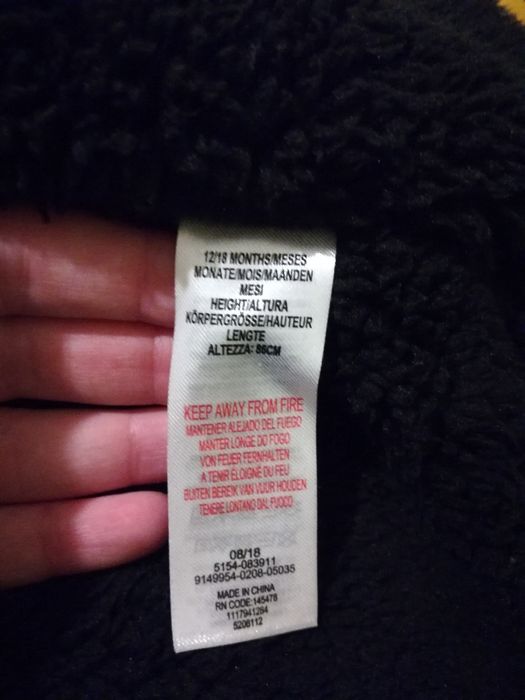 12/18 MONTHS/MESES
MONATE/MOIS/MAANDEN
MESI
HEIGHT/ALTURA
KÖRPERGRÖSSE/HAUTEUR
LENGTE
ALTEZZA: 86CM
KEEP AWAY FROM FIRE
MANTENER ALEJADO DEL FUEGO
MANTER LONGE DO FOGO
VON FEUER FERNHALTEN
A TENIR ÉLOIGNE DU FEU
BUITEN BEREIK VAN VUUR HOUDEN
TENERE LONTANO DAL FUOCO
08/18
5154-083911
9149954-0208-05035
MADE IN CHINA
RN CODE:145478
1117941284
5208112